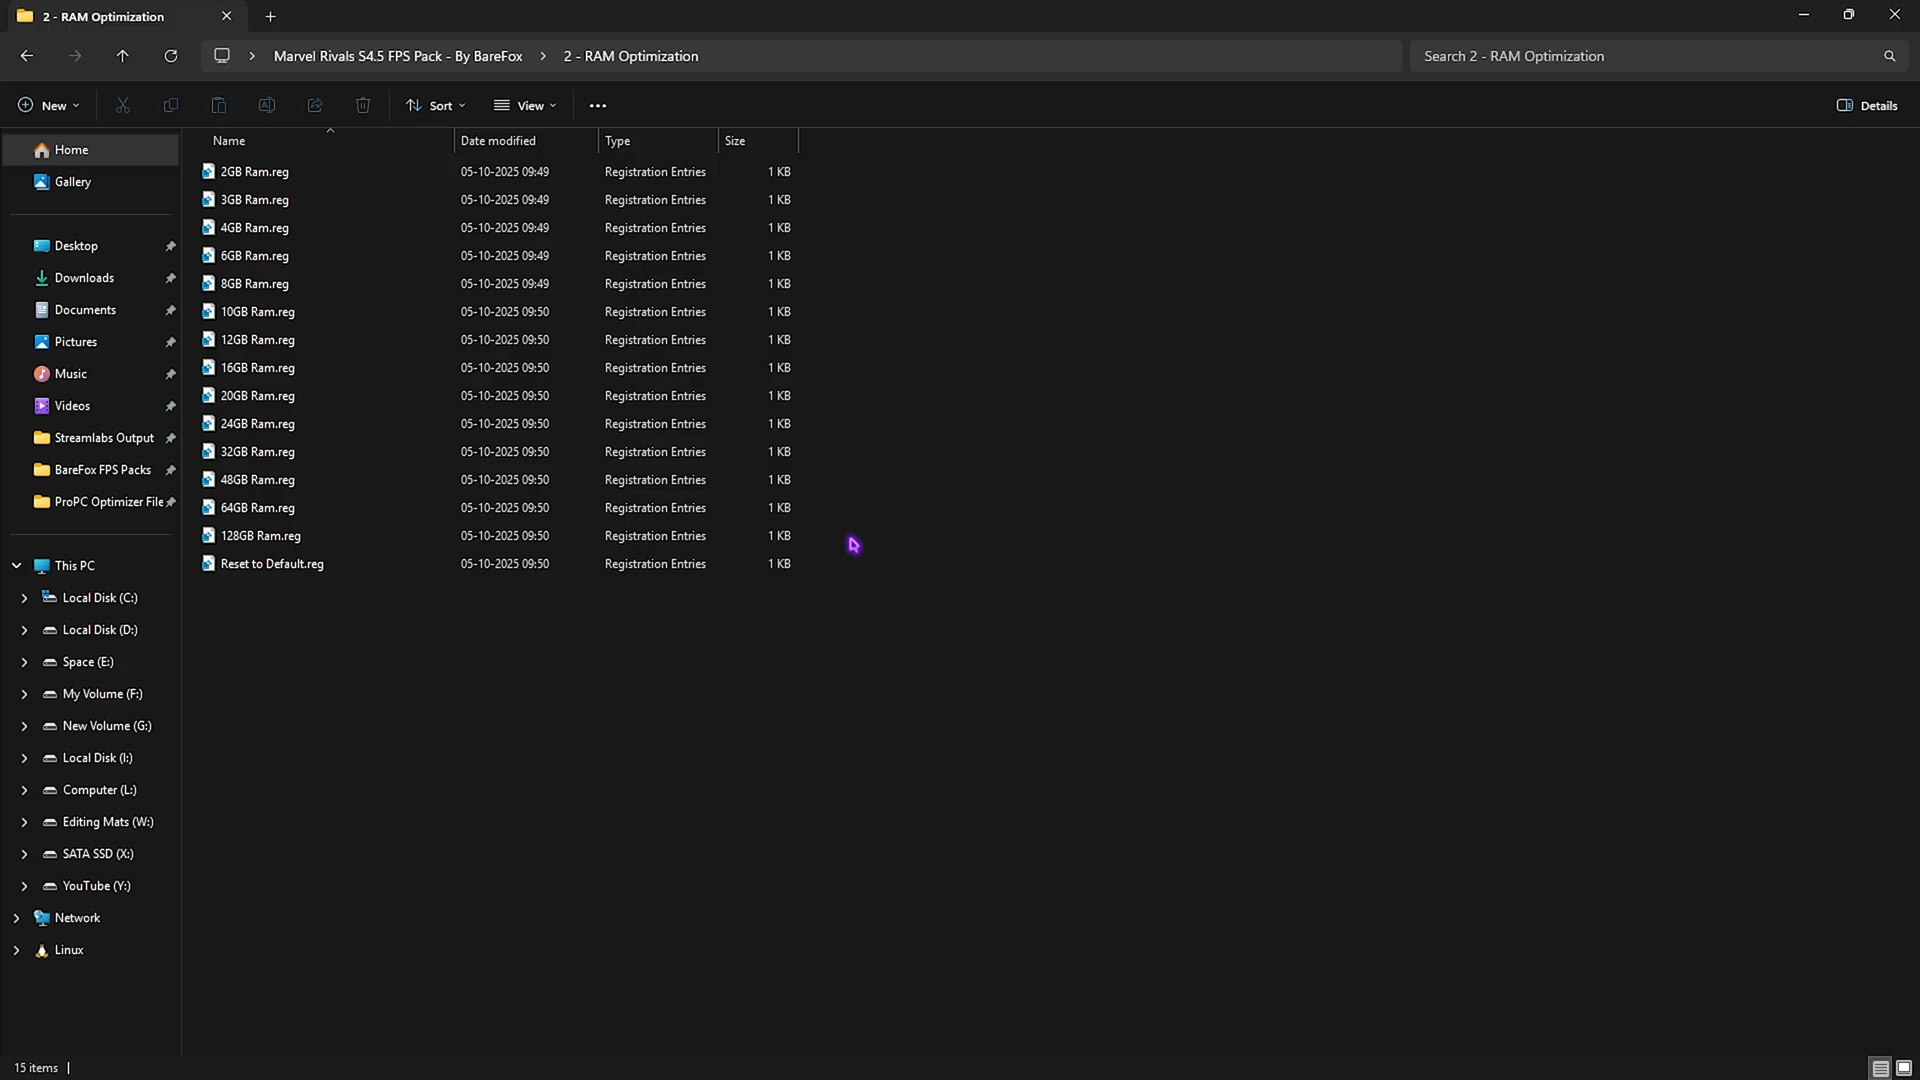 2 - RAM Optimization
Marvel Rivals S4.5 FPS Pack - By BareFox > 2 - RAM Optimization
Search 2 - RAM Optimization
New
Sort
View
Details
Name Date modified Type Size
Home
Gallery
Desktop
Downloads
Documents
Pictures
Music
Videos
Streamlabs Output
BareFox FPS Packs
ProPC Optimizer File
This PC
Local Disk (C:)
Local Disk (D:)
Space (E:)
My Volume (F:)
New Volume (G:)
Local Disk (I:)
Computer (L:)
Editing Mats (W:)
SATA SSD (X:)
YouTube (Y:)
Network
Linux
2GB Ram.reg 05-10-2025 09:49 Registration Entries 1 KB
3GB Ram.reg 05-10-2025 09:49 Registration Entries 1 KB
4GB Ram.reg 05-10-2025 09:49 Registration Entries 1 KB
6GB Ram.reg 05-10-2025 09:49 Registration Entries 1 KB
8GB Ram.reg 05-10-2025 09:49 Registration Entries 1 KB
10GB Ram.reg 05-10-2025 09:50 Registration Entries 1 KB
12GB Ram.reg 05-10-2025 09:50 Registration Entries 1 KB
16GB Ram.reg 05-10-2025 09:50 Registration Entries 1 KB
20GB Ram.reg 05-10-2025 09:50 Registration Entries 1 KB
24GB Ram.reg 05-10-2025 09:50 Registration Entries 1 KB
32GB Ram.reg 05-10-2025 09:50 Registration Entries 1 KB
48GB Ram.reg 05-10-2025 09:50 Registration Entries 1 KB
64GB Ram.reg 05-10-2025 09:50 Registration Entries 1 KB
128GB Ram.reg 05-10-2025 09:50 Registration Entries 1 KB
Reset to Default.reg 05-10-2025 09:50 Registration Entries 1 KB
15 items